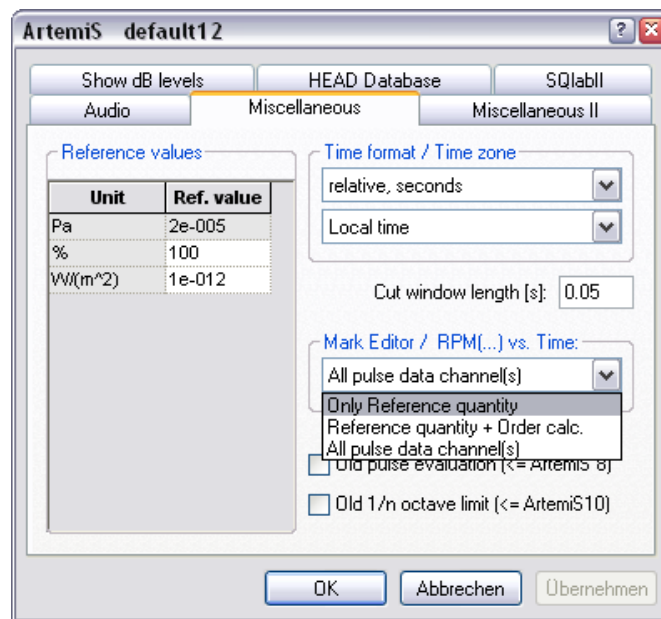 ArtemiS default12
Show dB levels HEAD Database SQlabII
Audio Miscellaneous Miscellaneous II
Reference values
Unit Ref. value
Pa 2e-005
% 100
W/(m^2) 1e-012
Time format / Time zone
relative, seconds
Local time
Cut window length [s]: 0.05
Mark Editor / RPM(...) vs. Time:
All pulse data channel(s)
Only Reference quantity
Reference quantity + Order calc.
All pulse data channel(s)
Old pulse evaluation (<= ArtemiS 8)
Old 1/n octave limit (<= ArtemiS10)
OK Abbrechen Übernehmen